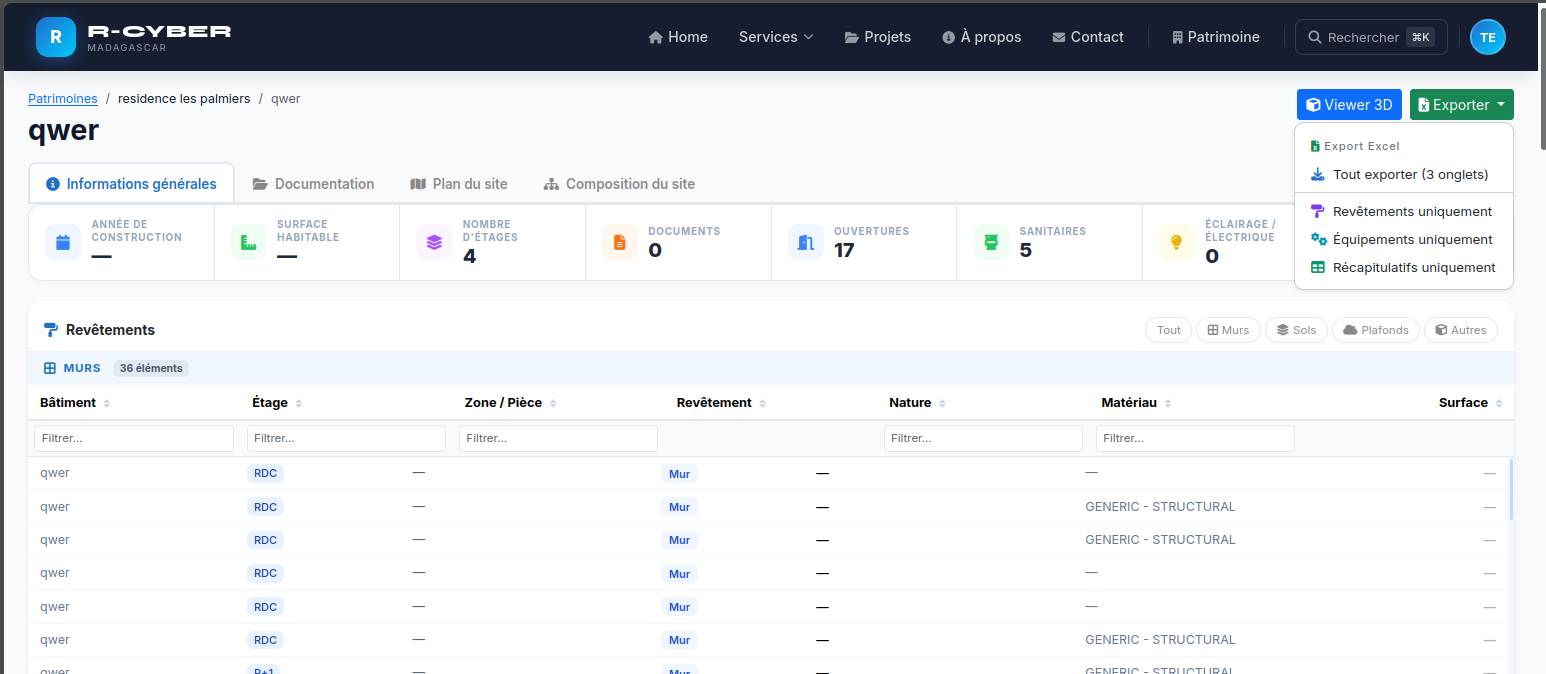 R R-CYBER
MADAGASCAR
Home Services Projets À propos Contact Patrimoine Rechercher ⌘K TE
Patrimoines / residence les palmiers / qwer
qwer
Viewer 3D Exporter
Export Excel
Tout exporter (3 onglets)
Revêtements uniquement
Équipements uniquement
Récapitulatifs uniquement
Informations générales Documentation Plan du site Composition du site
ANNÉE DE CONSTRUCTION
—
SURFACE HABITABLE
—
NOMBRE D'ÉTAGES
4
DOCUMENTS
0
OUVERTURES
17
SANITAIRES
5
ÉCLAIRAGE / ÉLECTRIQUE
0
Revêtements
Tout Murs Sols Plafonds Autres
MURS 36 éléments
Bâtiment Étage Zone / Pièce Revêtement Nature Matériau Surface
Filtrer... Filtrer... Filtrer... Filtrer... Filtrer...
qwer RDC — Mur — — —
qwer RDC — Mur — GENERIC - STRUCTURAL —
qwer RDC — Mur — GENERIC - STRUCTURAL —
qwer RDC — Mur — — —
qwer RDC — Mur — — —
qwer RDC — Mur — GENERIC - STRUCTURAL —
qwer R+1 — Mur — GENERIC - STRUCTURAL —